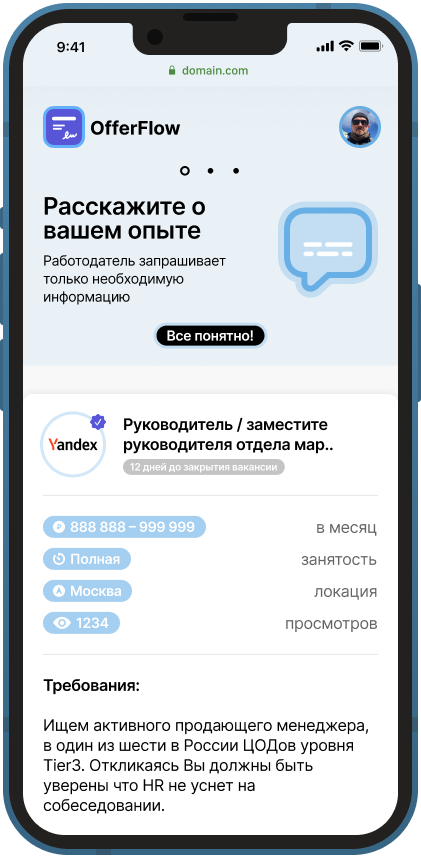 9:41
domain.com
OfferFlow
Расскажите о
вашем опыте
Работодатель запрашивает
только необходимую
информацию
Все понятно!
Yandex
Руководитель / заместите
руководителя отдела мар..
12 дней до закрытия вакансии
₽ 888 888 – 999 999
в месяц
Полная
занятость
Москва
локация
1234
просмотров
Требования:
Ищем активного продающего менеджера,
в один из шести в России ЦОДов уровня
Tier3. Откликаясь Вы должны быть
уверены что HR не уснет на
собеседовании.